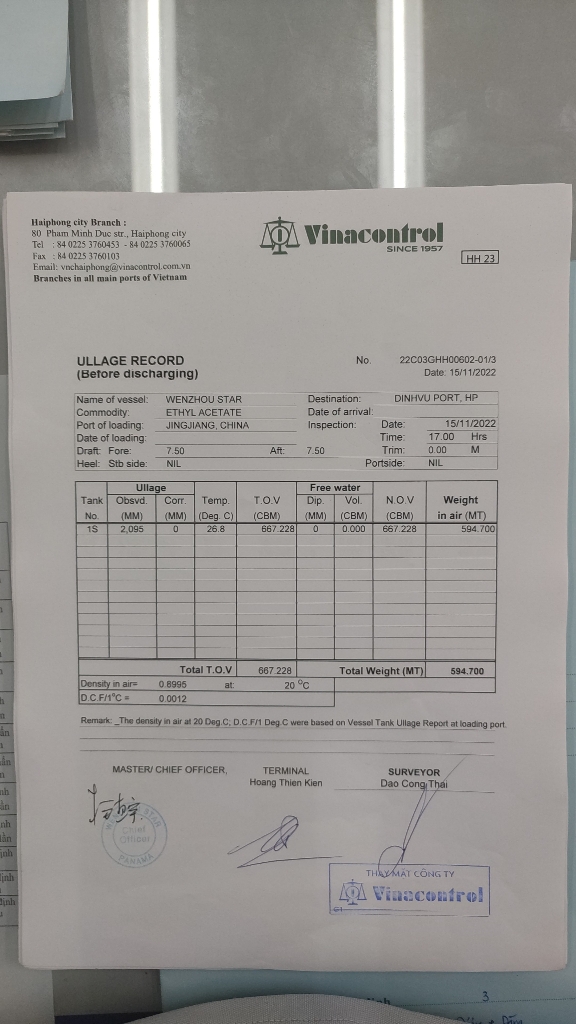 Haiphong city Branch :
80 Pham Minh Duc str., Haiphong city
Tel : 84 0225 3760453 - 84 0225 3760065
Fax : 84 0225 3760103
Email: vnchaiphong@vinacontrol.com.vn
Branches in all main ports of Vietnam
Vinacontrol
SINCE 1957
HH 23
ULLAGE RECORD
(Before discharging)
No. 22C03GHH00602-01/3
Date: 15/11/2022
Name of vessel: WENZHOU STAR Destination: DINHVU PORT, HP
Commodity: ETHYL ACETATE Date of arrival:
Port of loading: JINGJIANG, CHINA Inspection: Date: 15/11/2022
Date of loading: Time: 17.00 Hrs
Draft: Fore: 7.50 Aft: 7.50 Trim: 0.00 M
Heel: Stb side: NIL Portside: NIL
Ullage Free water
Tank Obsvd. Corr. Temp. T.O.V Dip. Vol. N.O.V Weight
No. (MM) (MM) (Deg. C) (CBM) (MM) (CBM) (CBM) in air (MT)
1S 2,095 0 26.8 667.228 0 0.000 667.228 594.700
Total T.O.V 667.228 Total Weight (MT) 594.700
Density in air= 0.8995 at: 20 °C
D.C.F/1°C = 0.0012
Remark: _The density in air at 20 Deg.C; D.C.F/1 Deg.C were based on Vessel Tank Ullage Report at loading port.
MASTER/ CHIEF OFFICER, TERMINAL SURVEYOR
Hoang Thien Kien Dao Cong Thai
STAR
Chief
Officer
PANAMA
THAY MẶT CÔNG TY
Vinacontrol
3